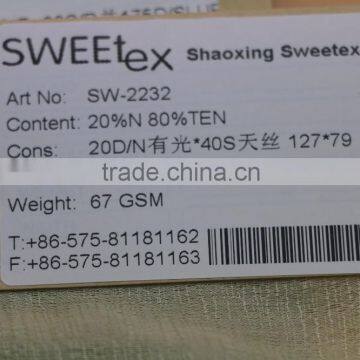 SWEEtex Shaoxing Sweetex
Art No: SW-2232
Content: 20%N 80%TEN
Cons: 20D/N有光*40S天丝 127*79
trade.china.cn
Weight: 67 GSM
T:+86-575-81181162
F:+86-575-81181163